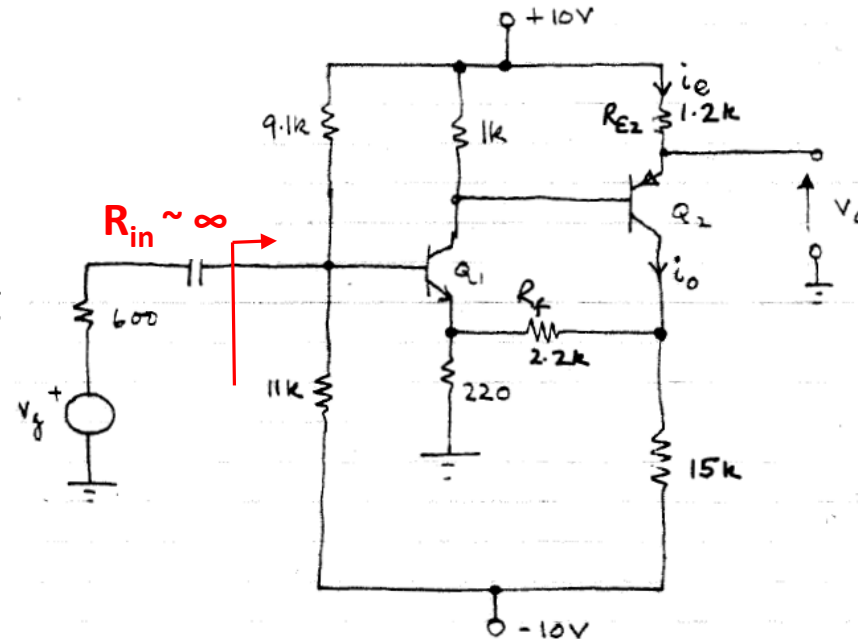 +10V
ie
RE2
1.2k
9.1k
1k
Rin ~ ∞
Q2
Q1
io
Rf
2.2k
600
11k
220
Vg
+
15k
-10V